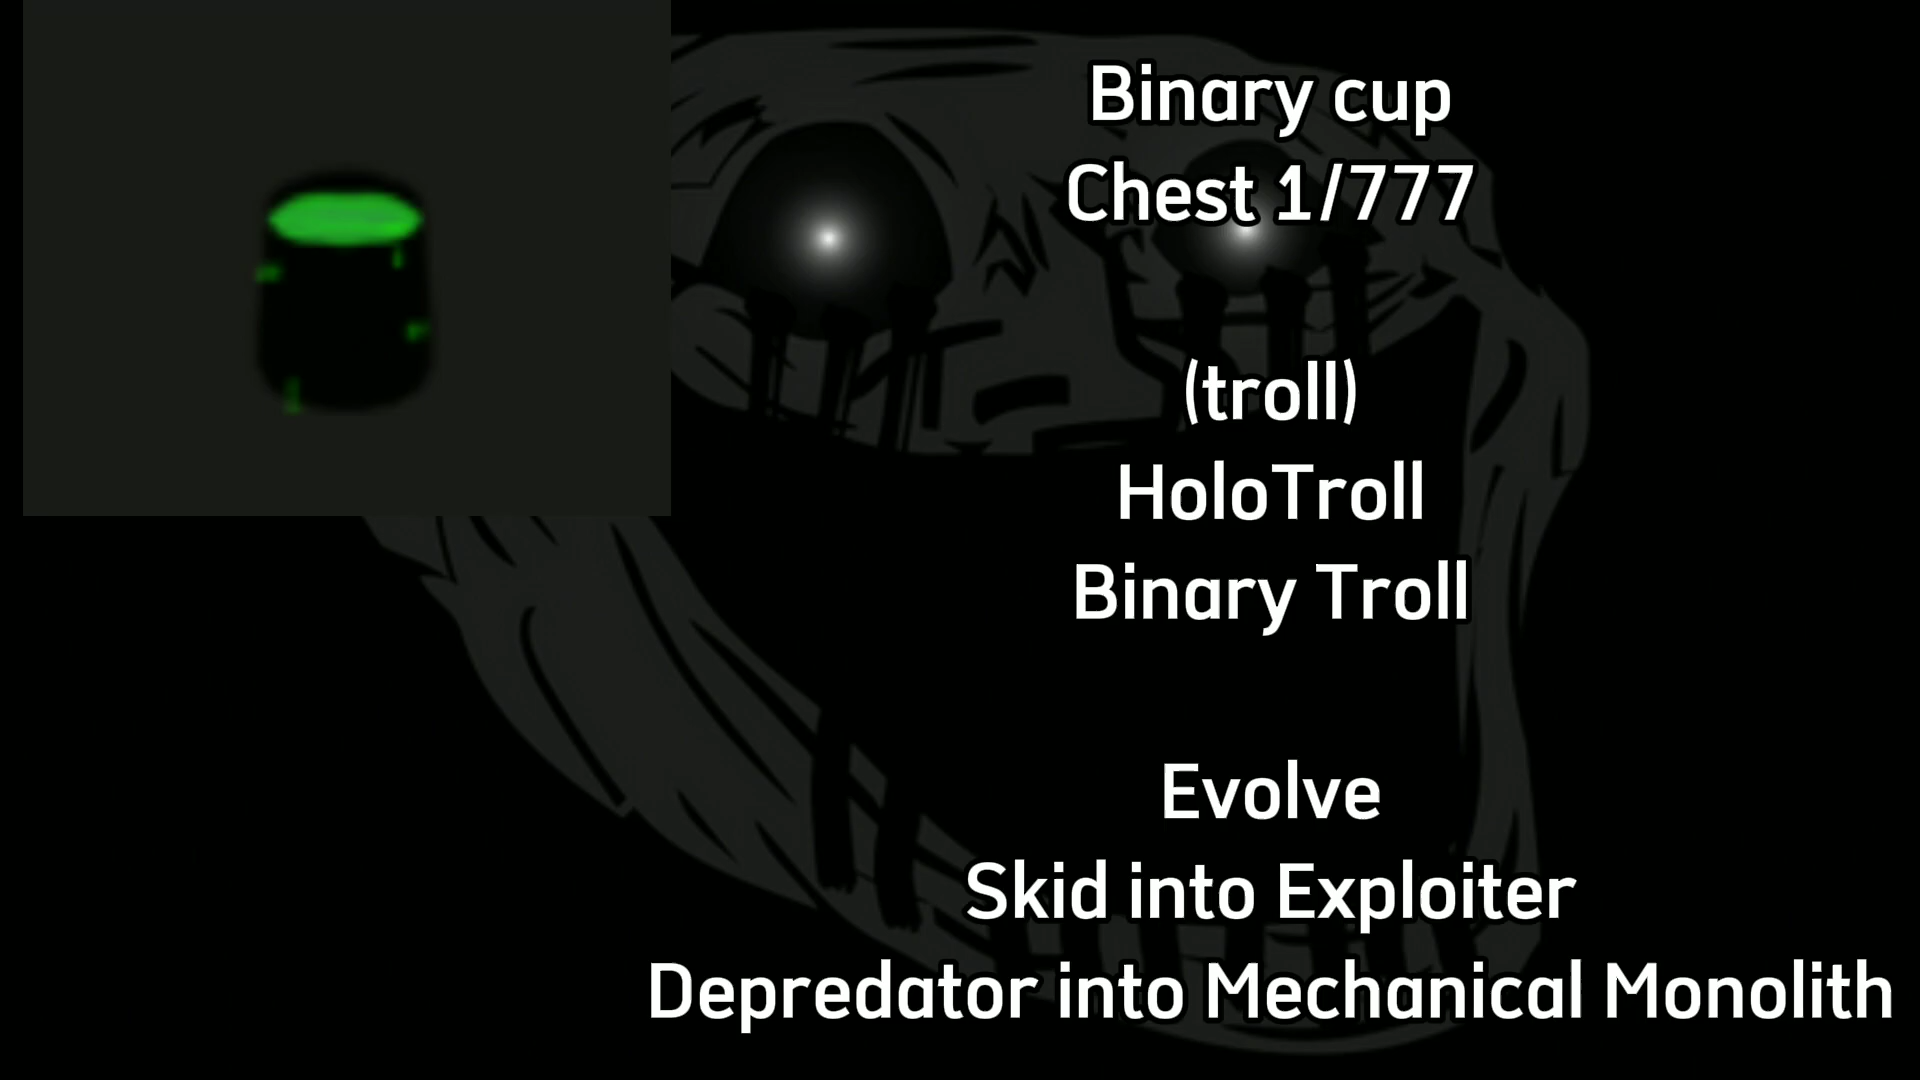 Binary cup
Chest 1/777
(troll)
HoloTroll
Binary Troll
Evolve
Skid into Exploiter
Depredator into Mechanical Monolith